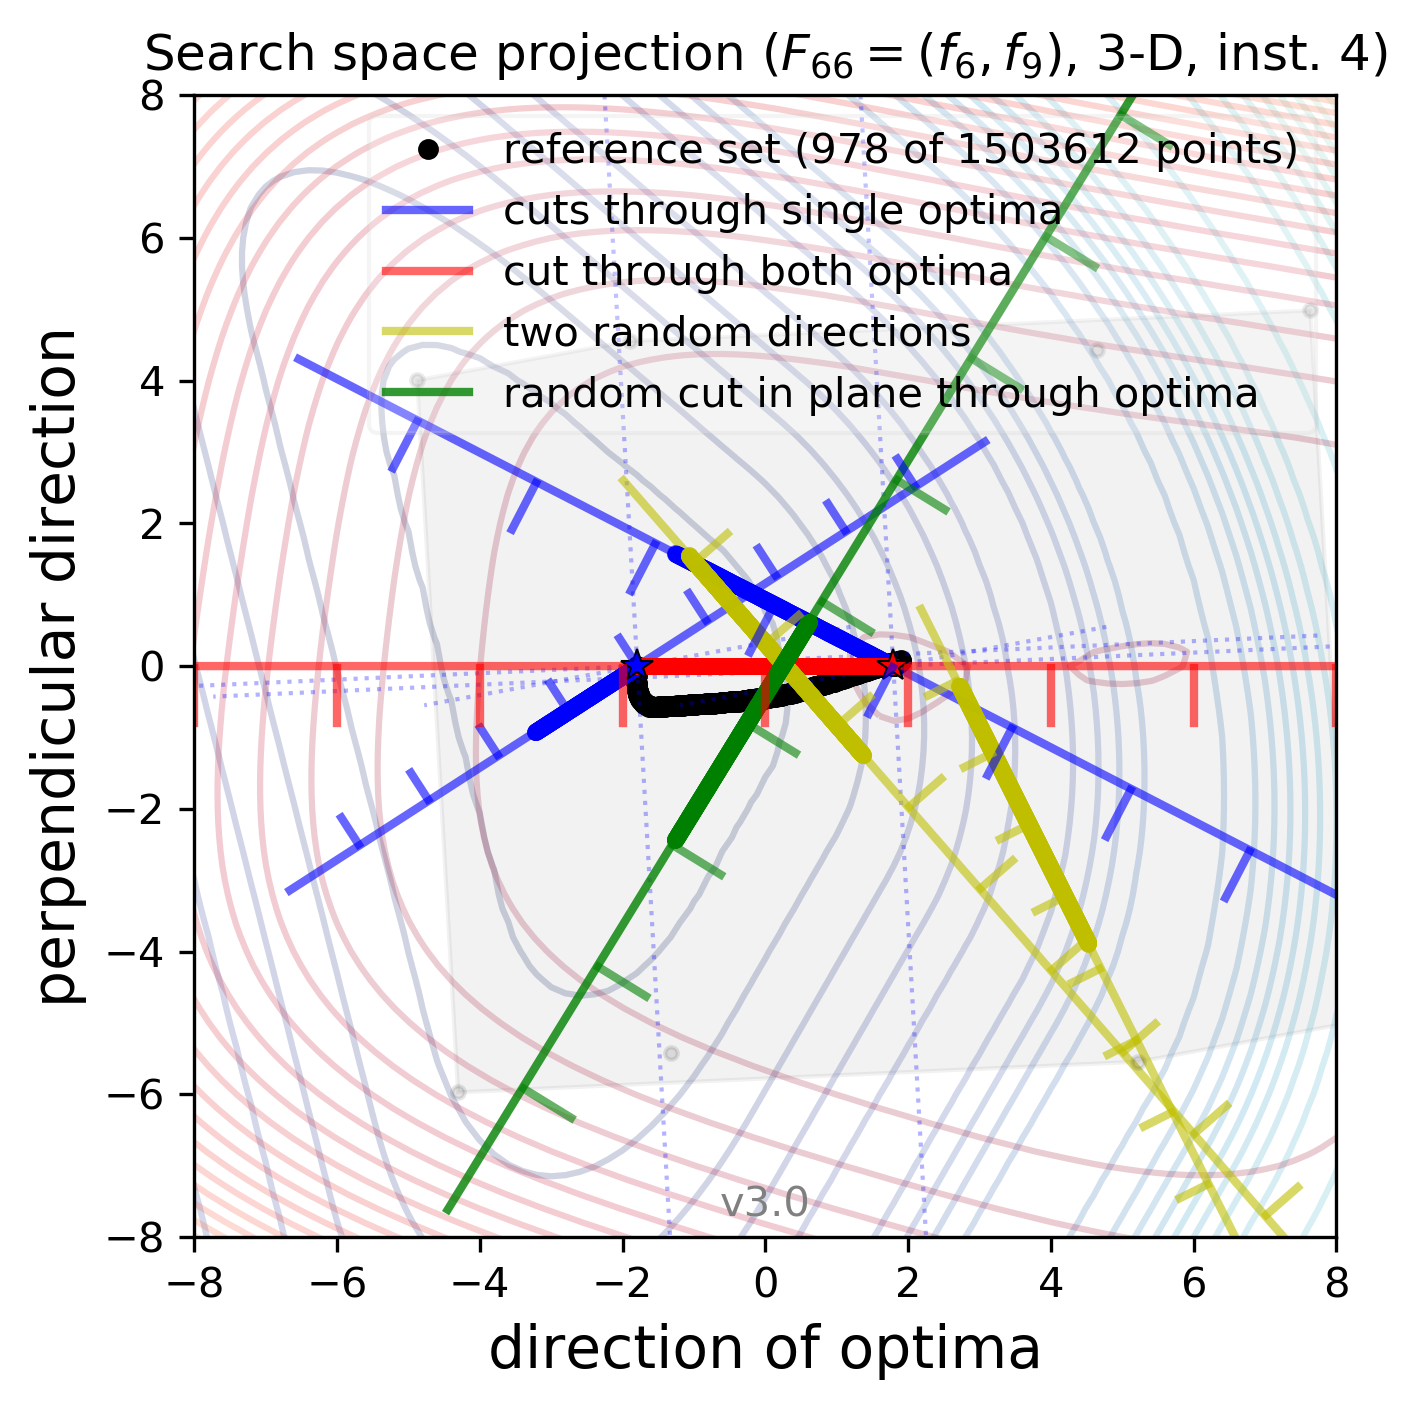 Search space projection (F66 = (f6, f9), 3-D, inst. 4)
reference set (978 of 1503612 points)
cuts through single optima
cut through both optima
two random directions
random cut in plane through optima
8
6
4
2
0
−2
−4
−6
−8
perpendicular direction
v3.0
−8 −6 −4 −2 0 2 4 6 8
direction of optima